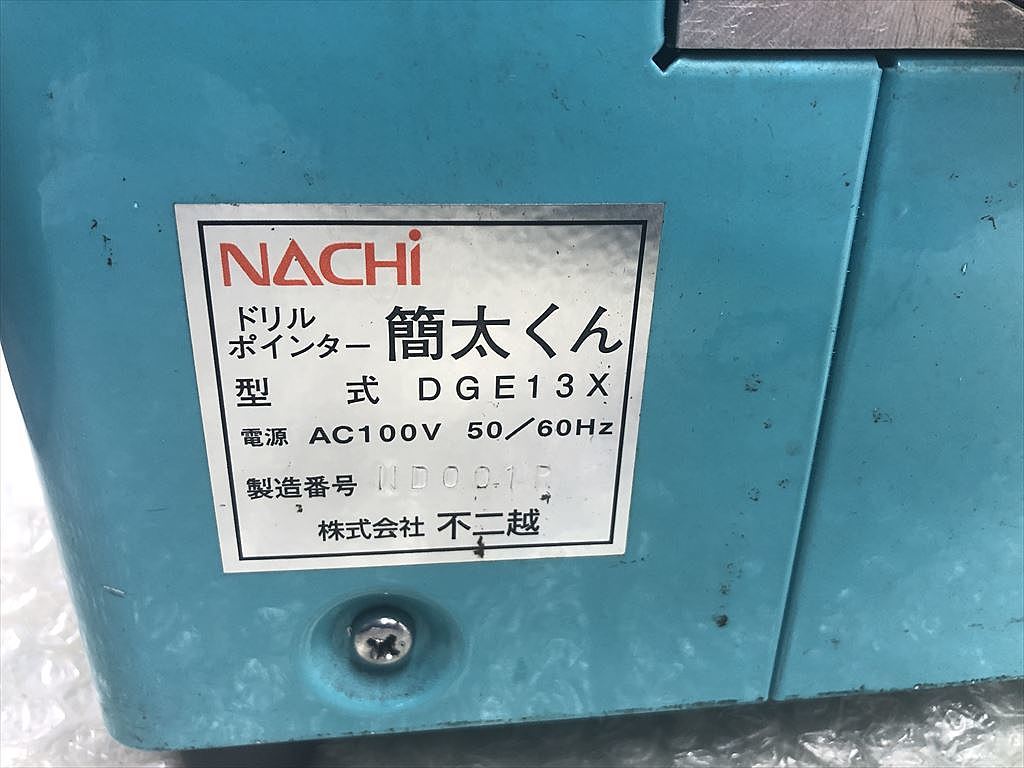 NACHi
ドリル
ポインター 簡太くん
型 式 DGE13X
電源 AC100V 50/60Hz
製造番号
株式会社 不二越